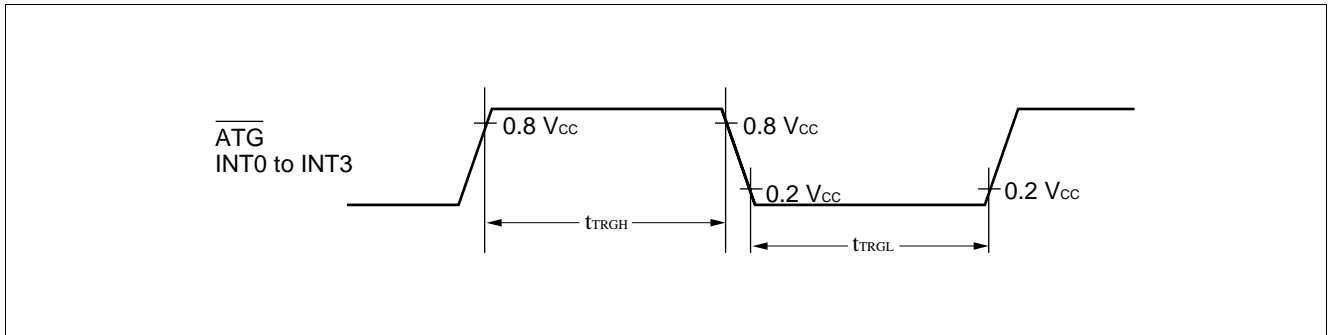 ATG
INT0 to INT3
0.8 VCC
0.8 VCC
0.2 VCC
0.2 VCC
tTRGH
tTRGL